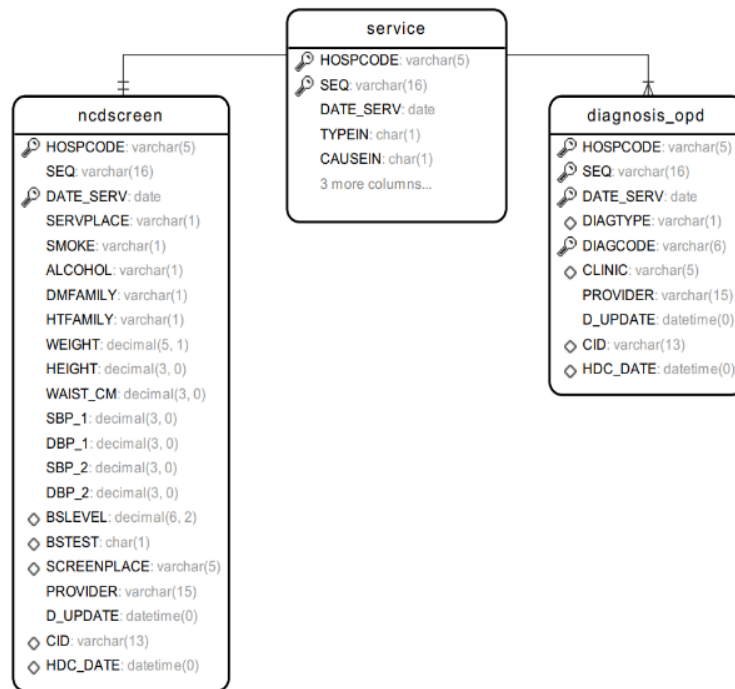 service
HOSPCODE: varchar(5)
SEQ: varchar(16)
DATE_SERV: date
TYPEIN: char(1)
CAUSEIN: char(1)
3 more columns...
ncdscreen
HOSPCODE: varchar(5)
SEQ: varchar(16)
DATE_SERV: date
SERVPLACE: varchar(1)
SMOKE: varchar(1)
ALCOHOL: varchar(1)
DMFAMILY: varchar(1)
HTFAMILY: varchar(1)
WEIGHT: decimal(5, 1)
HEIGHT: decimal(3, 0)
WAIST_CM: decimal(3, 0)
SBP_1: decimal(3, 0)
DBP_1: decimal(3, 0)
SBP_2: decimal(3, 0)
DBP_2: decimal(3, 0)
BSLEVEL: decimal(6, 2)
BSTEST: char(1)
SCREENPLACE: varchar(5)
PROVIDER: varchar(15)
D_UPDATE: datetime(0)
CID: varchar(13)
HDC_DATE: datetime(0)
diagnosis_opd
HOSPCODE: varchar(5)
SEQ: varchar(16)
DATE_SERV: date
DIAGTYPE: varchar(1)
DIAGCODE: varchar(6)
CLINIC: varchar(5)
PROVIDER: varchar(15)
D_UPDATE: datetime(0)
CID: varchar(13)
HDC_DATE: datetime(0)